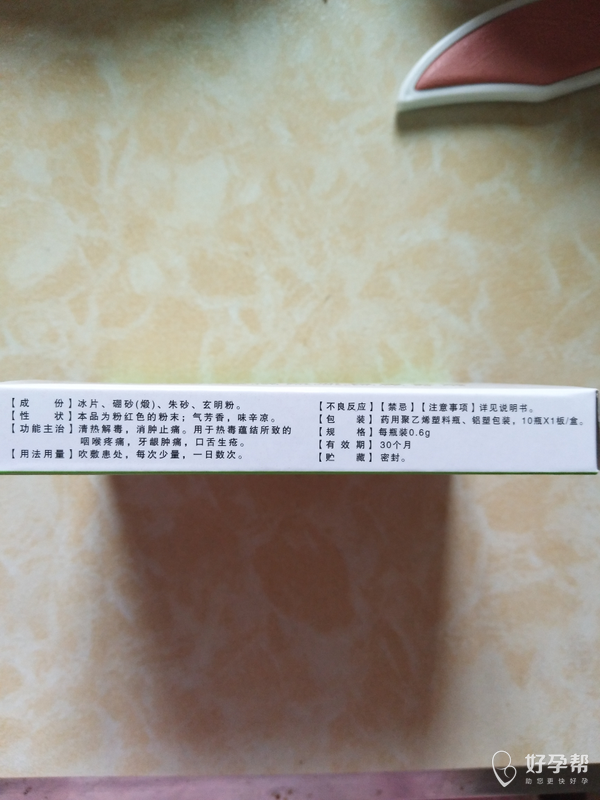 【成　份】冰片、硼砂(煅)、朱砂、玄明粉。
【性　状】本品为粉红色的粉末；气芳香，味辛凉。
【功能主治】清热解毒，消肿止痛。用于热毒蕴结所致的
咽喉疼痛，牙龈肿痛，口舌生疮。
【用法用量】吹敷患处，每次少量，一日数次。
【不良反应】【禁忌】【注意事项】详见说明书。
【包　装】药用聚乙烯塑料瓶、铝塑包装，10瓶X1板/盒。
【规　格】每瓶装0.6g
【有 效 期】30个月
【贮　藏】密封。
好孕帮
助您更快好孕